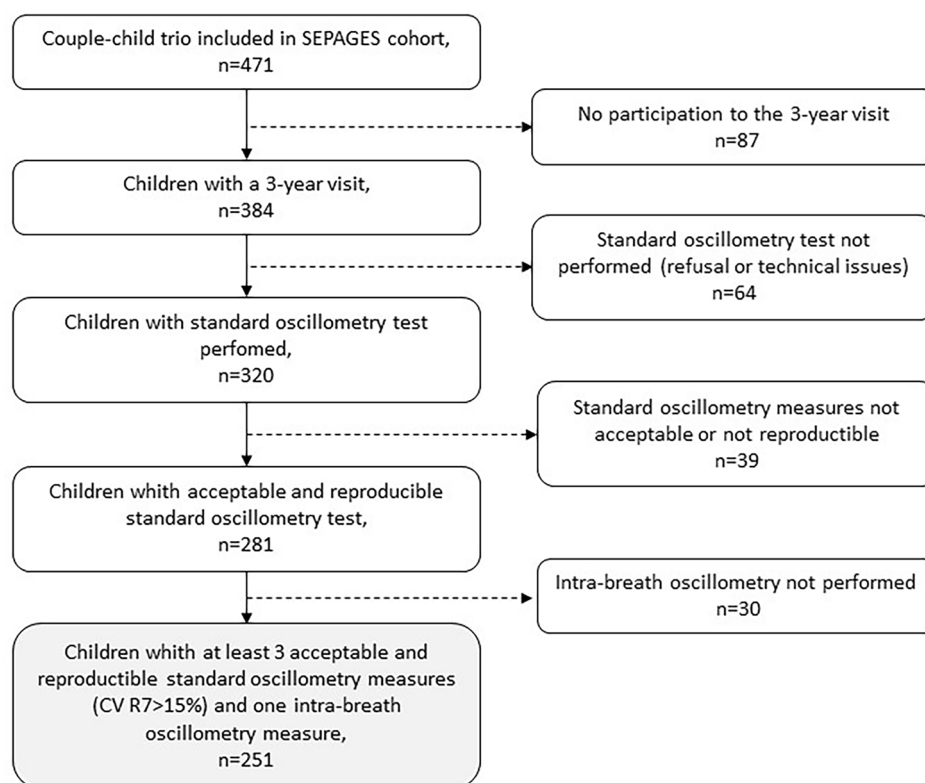 Couple-child trio included in SEPAGES cohort,
n=471
No participation to the 3-year visit
n=87
Children with a 3-year visit,
n=384
Standard oscillometry test not
performed (refusal or technical issues)
n=64
Children with standard oscillometry test
perfomed,
n=320
Standard oscillometry measures not
acceptable or not reproductible
n=39
Children whith acceptable and reproducible
standard oscillometry test,
n=281
Intra-breath oscillometry not performed
n=30
Children whith at least 3 acceptable and
reproductible standard oscillometry measures
(CV R7>15%) and one intra-breath
oscillometry measure,
n=251